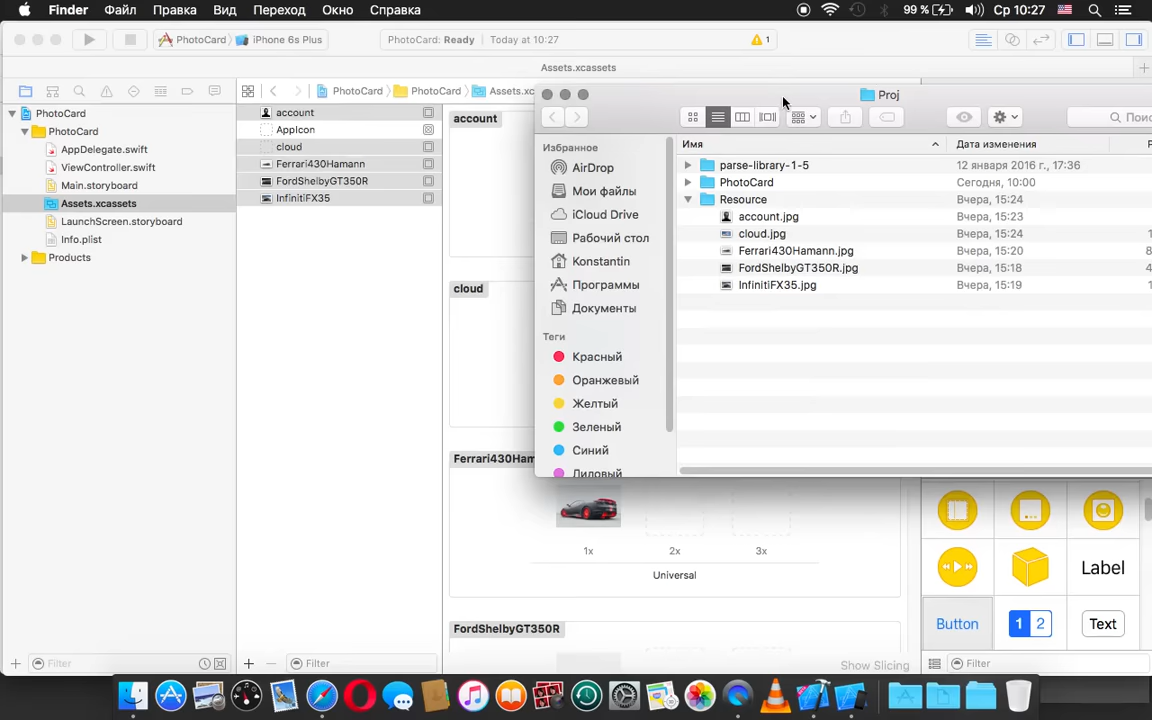 Finder Файл Правка Вид Переход Окно Справка 99 % Ср 10:27
PhotoCard iPhone 6s Plus PhotoCard: Ready Today at 10:27 1
Assets.xcassets
PhotoCard PhotoCard Assets.xc
PhotoCard
PhotoCard
AppDelegate.swift
ViewController.swift
Main.storyboard
Assets.xcassets
LaunchScreen.storyboard
Info.plist
Products
Filter
account
AppIcon
cloud
Ferrari430Hamann
FordShelbyGT350R
InfinitiFX35
Filter
account
cloud
Ferrari430Ham
1x 2x 3x
Universal
FordShelbyGT350R
Show Slicing
Proj
Поис
Избранное
AirDrop
Мои файлы
iCloud Drive
Рабочий стол
Konstantin
Программы
Документы
Теги
Красный
Оранжевый
Желтый
Зеленый
Синий
Лиловый
Имя Дата изменения Р
parse-library-1-5 12 января 2016 г., 17:36
PhotoCard Сегодня, 10:00
Resource Вчера, 15:24
account.jpg Вчера, 15:23
cloud.jpg Вчера, 15:24 1
Ferrari430Hamann.jpg Вчера, 15:20 8
FordShelbyGT350R.jpg Вчера, 15:18 4
InfinitiFX35.jpg Вчера, 15:19 1
Label
Button 1 2 Text
Filter